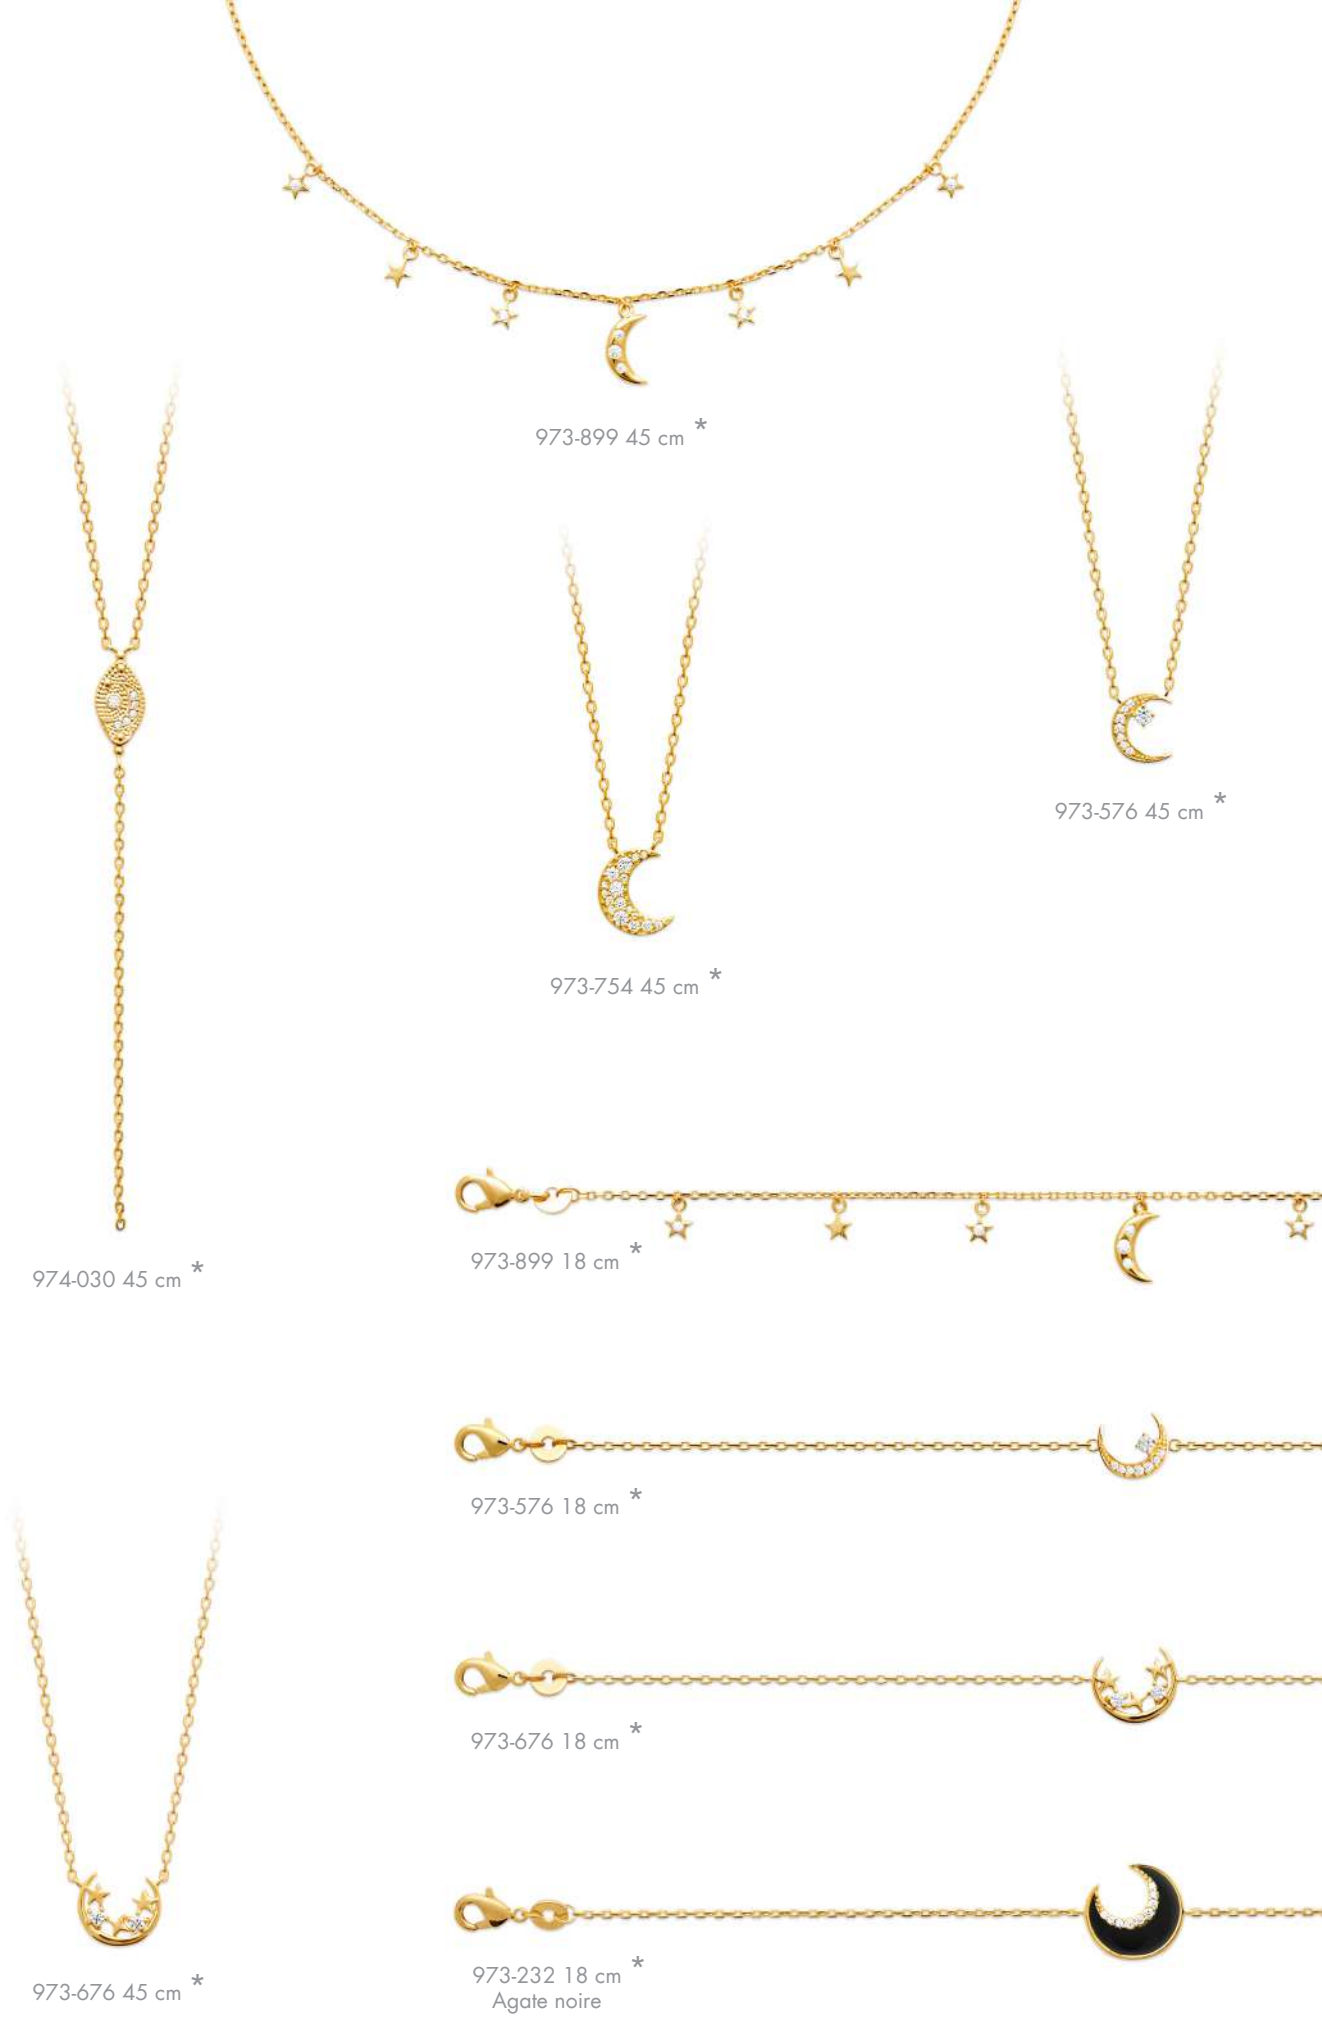 973-899 45 cm *
973-576 45 cm *
973-754 45 cm *
974-030 45 cm *
973-899 18 cm *
973-576 18 cm *
973-676 18 cm *
973-676 45 cm *
973-232 18 cm *
Agate noire